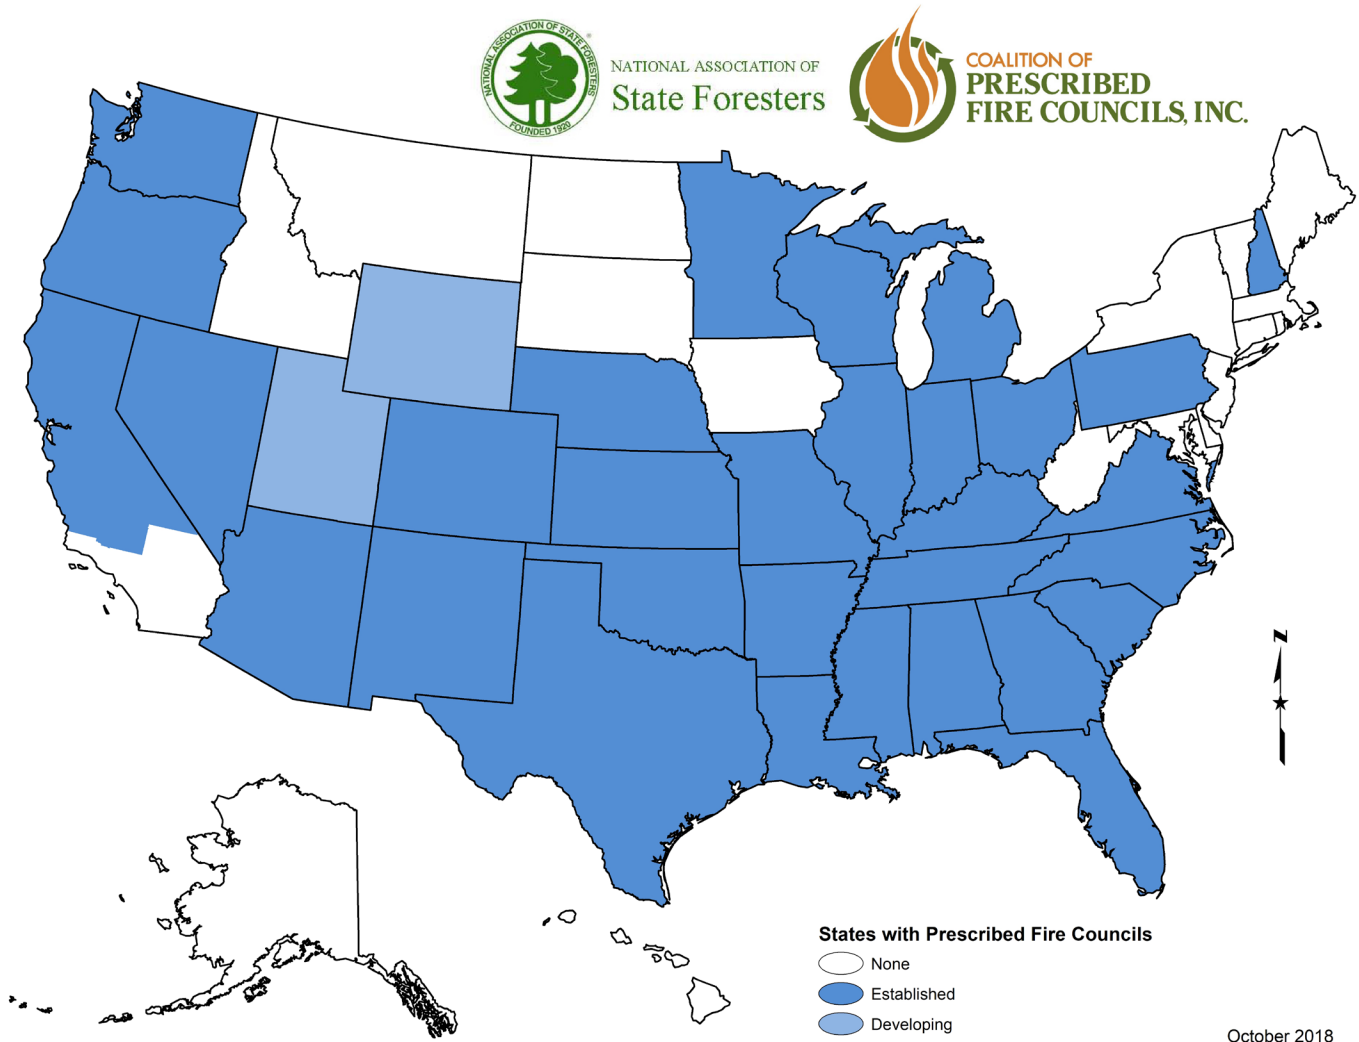 NATIONAL ASSOCIATION OF STATE FORESTERS
FOUNDED 1920
®
NATIONAL ASSOCIATION OF
State Foresters
COALITION OF
PRESCRIBED
FIRE COUNCILS, INC.
N
States with Prescribed Fire Councils
None
Established
Developing
October 2018